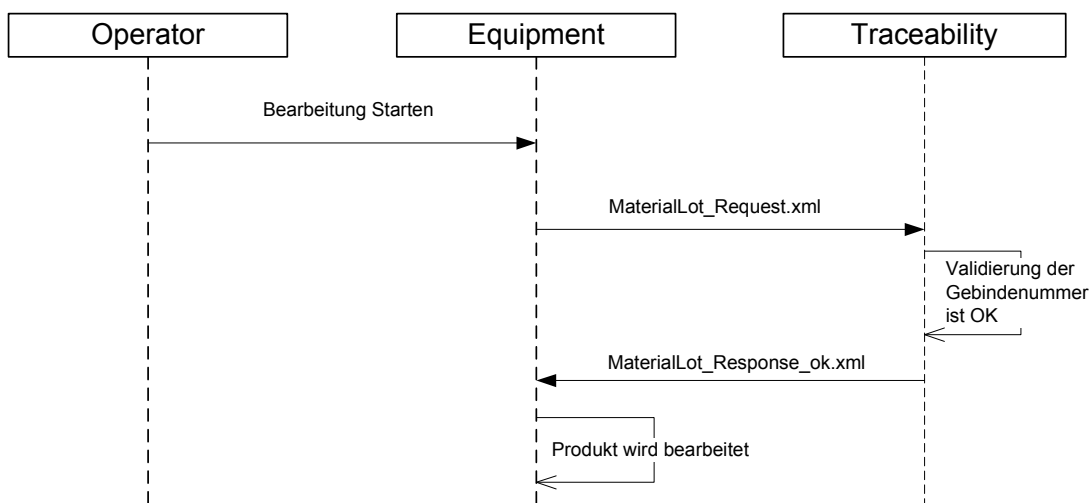 Operator
Equipment
Traceability
Bearbeitung Starten
MaterialLot_Request.xml
Validierung der
Gebindenummer
ist OK
MaterialLot_Response_ok.xml
Produkt wird bearbeitet